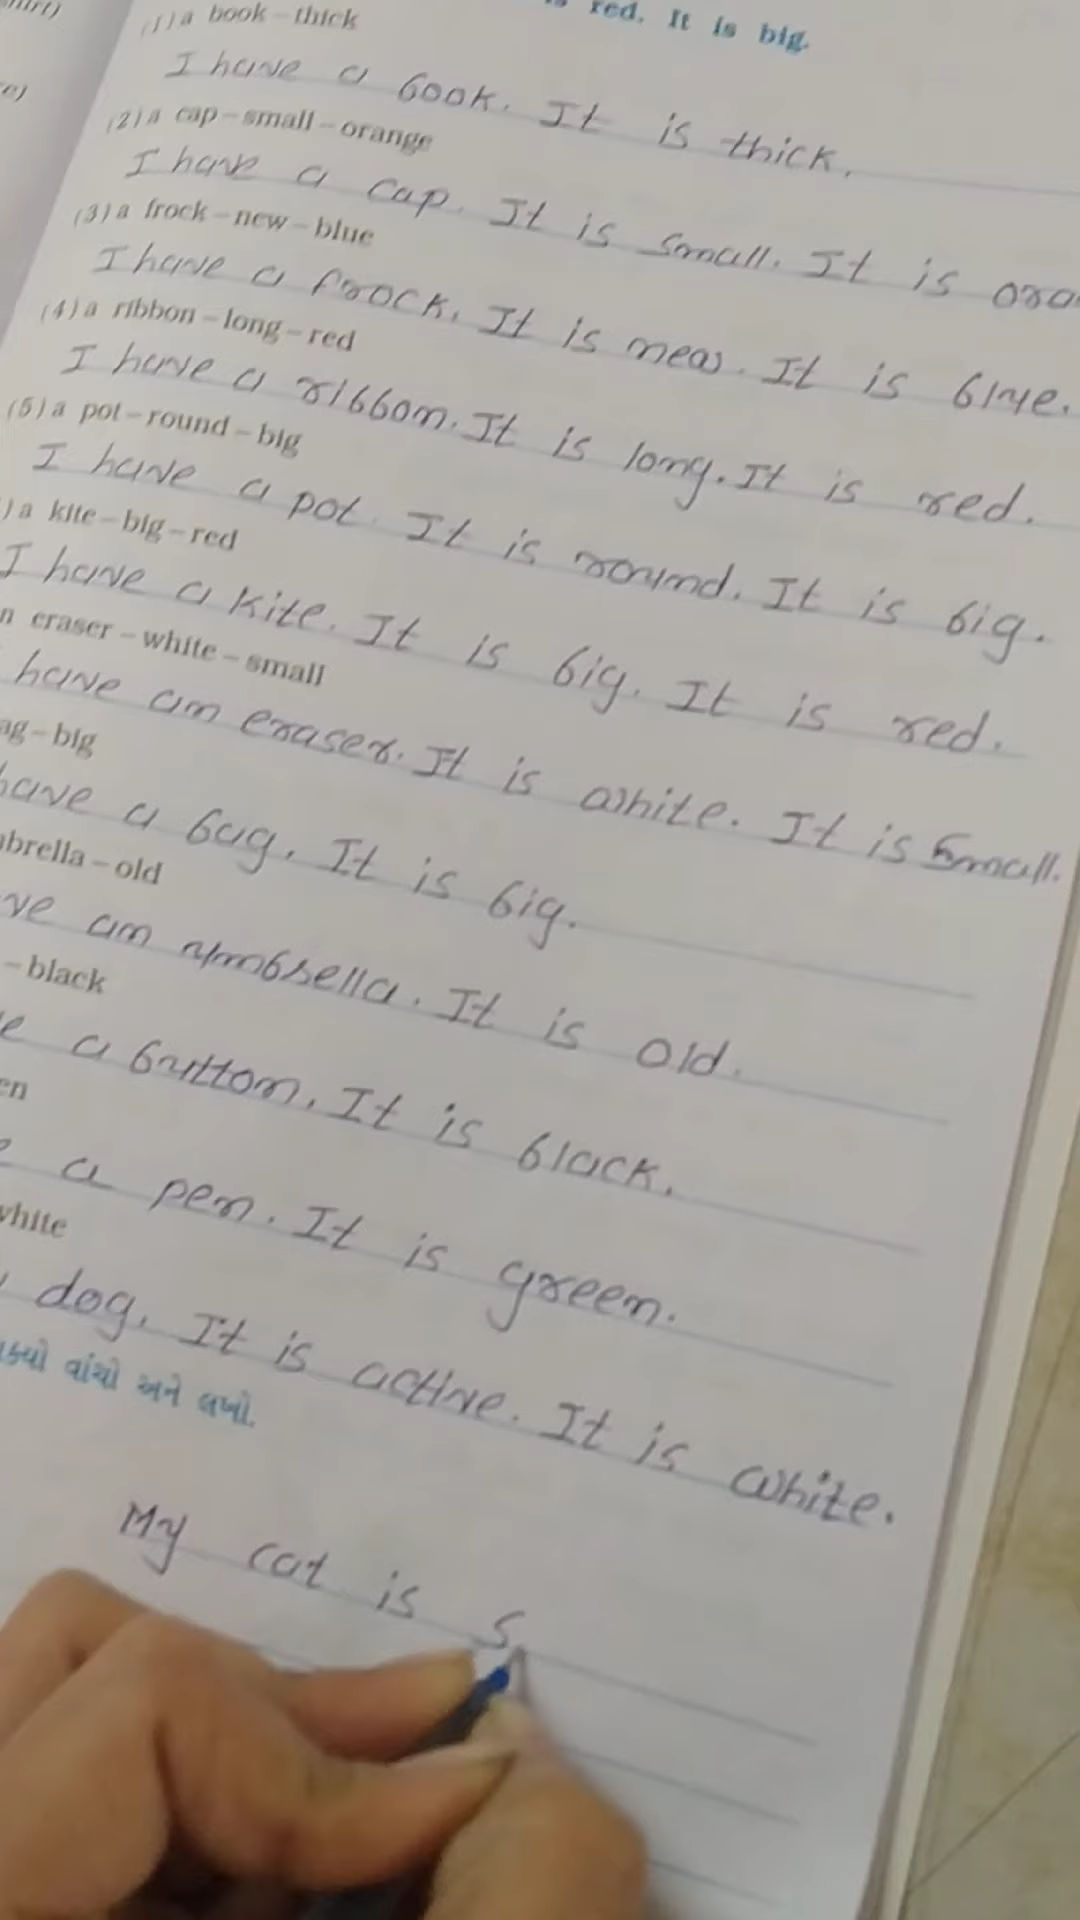 red. It is big.
(1) a book – thick
I have a book. It is thick.
(2) a cap – small – orange
I have a cap. It is small. It is ora
(3) a frock – new – blue
I have a frock. It is new. It is blue.
(4) a ribbon – long – red
I have a ribbon. It is long. It is red.
(5) a pot – round – big
I have a pot. It is round. It is big.
) a kite – big – red
I have a kite. It is big. It is red.
n eraser – white – small
have an eraser. It is white. It is small.
ag – big
have a bag. It is big.
brella – old
ve an umbrella. It is old.
– black
e a button. It is black.
en
e a pen. It is green.
white
dog. It is active. It is white.
ક્યો વાંચો અને લખો.
My cat is s